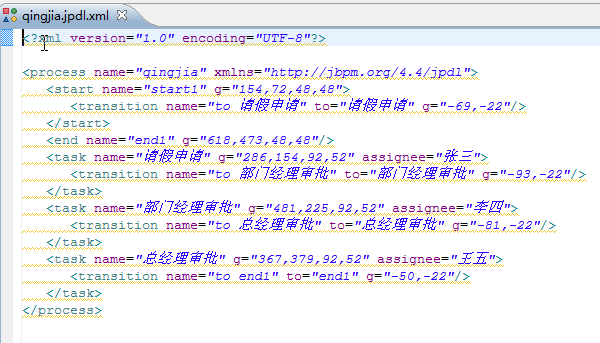 qingjia.jpdl.xml
<?xml version="1.0" encoding="UTF-8"?>
<process name="qingjia" xmlns="http://jbpm.org/4.4/jpdl">
<start name="start1" g="154,72,48,48">
<transition name="to 请假申请" to="请假申请" g="-69,-22"/>
</start>
<end name="end1" g="618,473,48,48"/>
<task name="请假申请" g="286,154,92,52" assignee="张三">
<transition name="to 部门经理审批" to="部门经理审批" g="-93,-22"/>
</task>
<task name="部门经理审批" g="481,225,92,52" assignee="李四">
<transition name="to 总经理审批" to="总经理审批" g="-81,-22"/>
</task>
<task name="总经理审批" g="367,379,92,52" assignee="王五">
<transition name="to end1" to="end1" g="-50,-22"/>
</task>
</process>